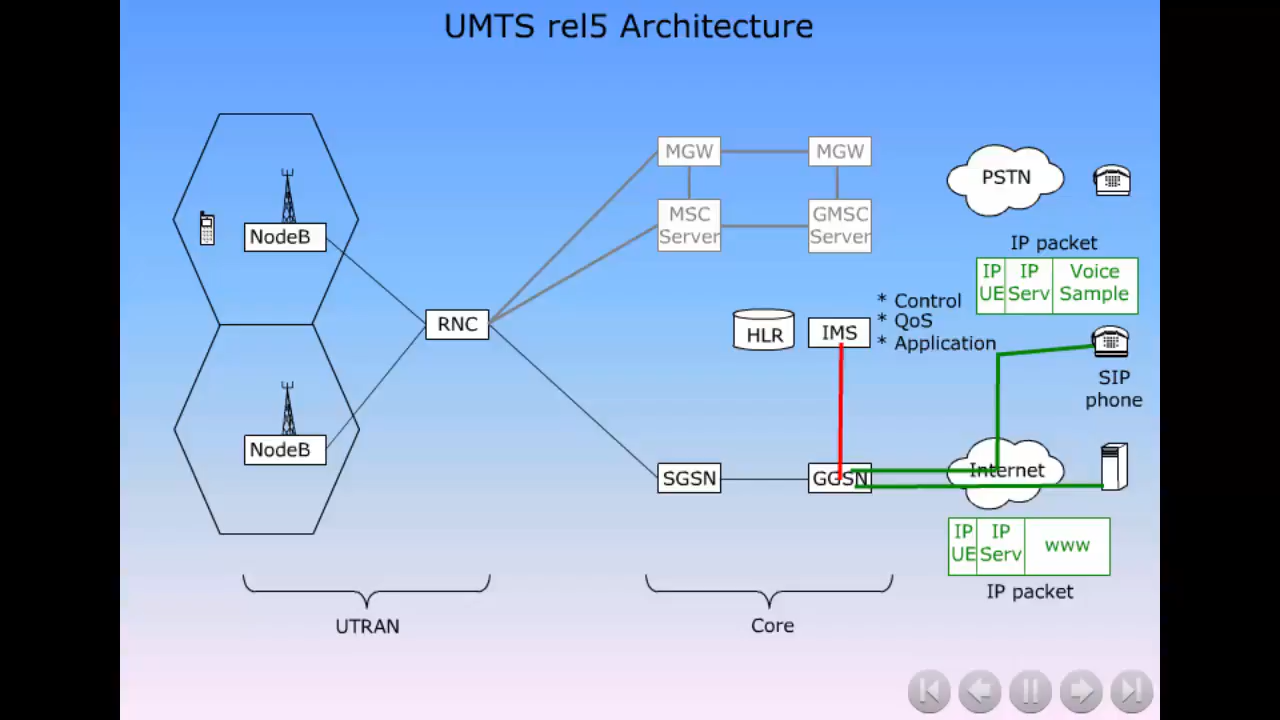 UMTS rel5 Architecture
MGW
MGW
PSTN
MSC
Server
GMSC
Server
NodeB
IP packet
IP
UE
IP
Serv
Voice
Sample
* Control
* QoS
* Application
RNC
HLR
IMS
SIP
phone
NodeB
SGSN
GGSN
Internet
IP
UE
IP
Serv
www
IP packet
UTRAN
Core